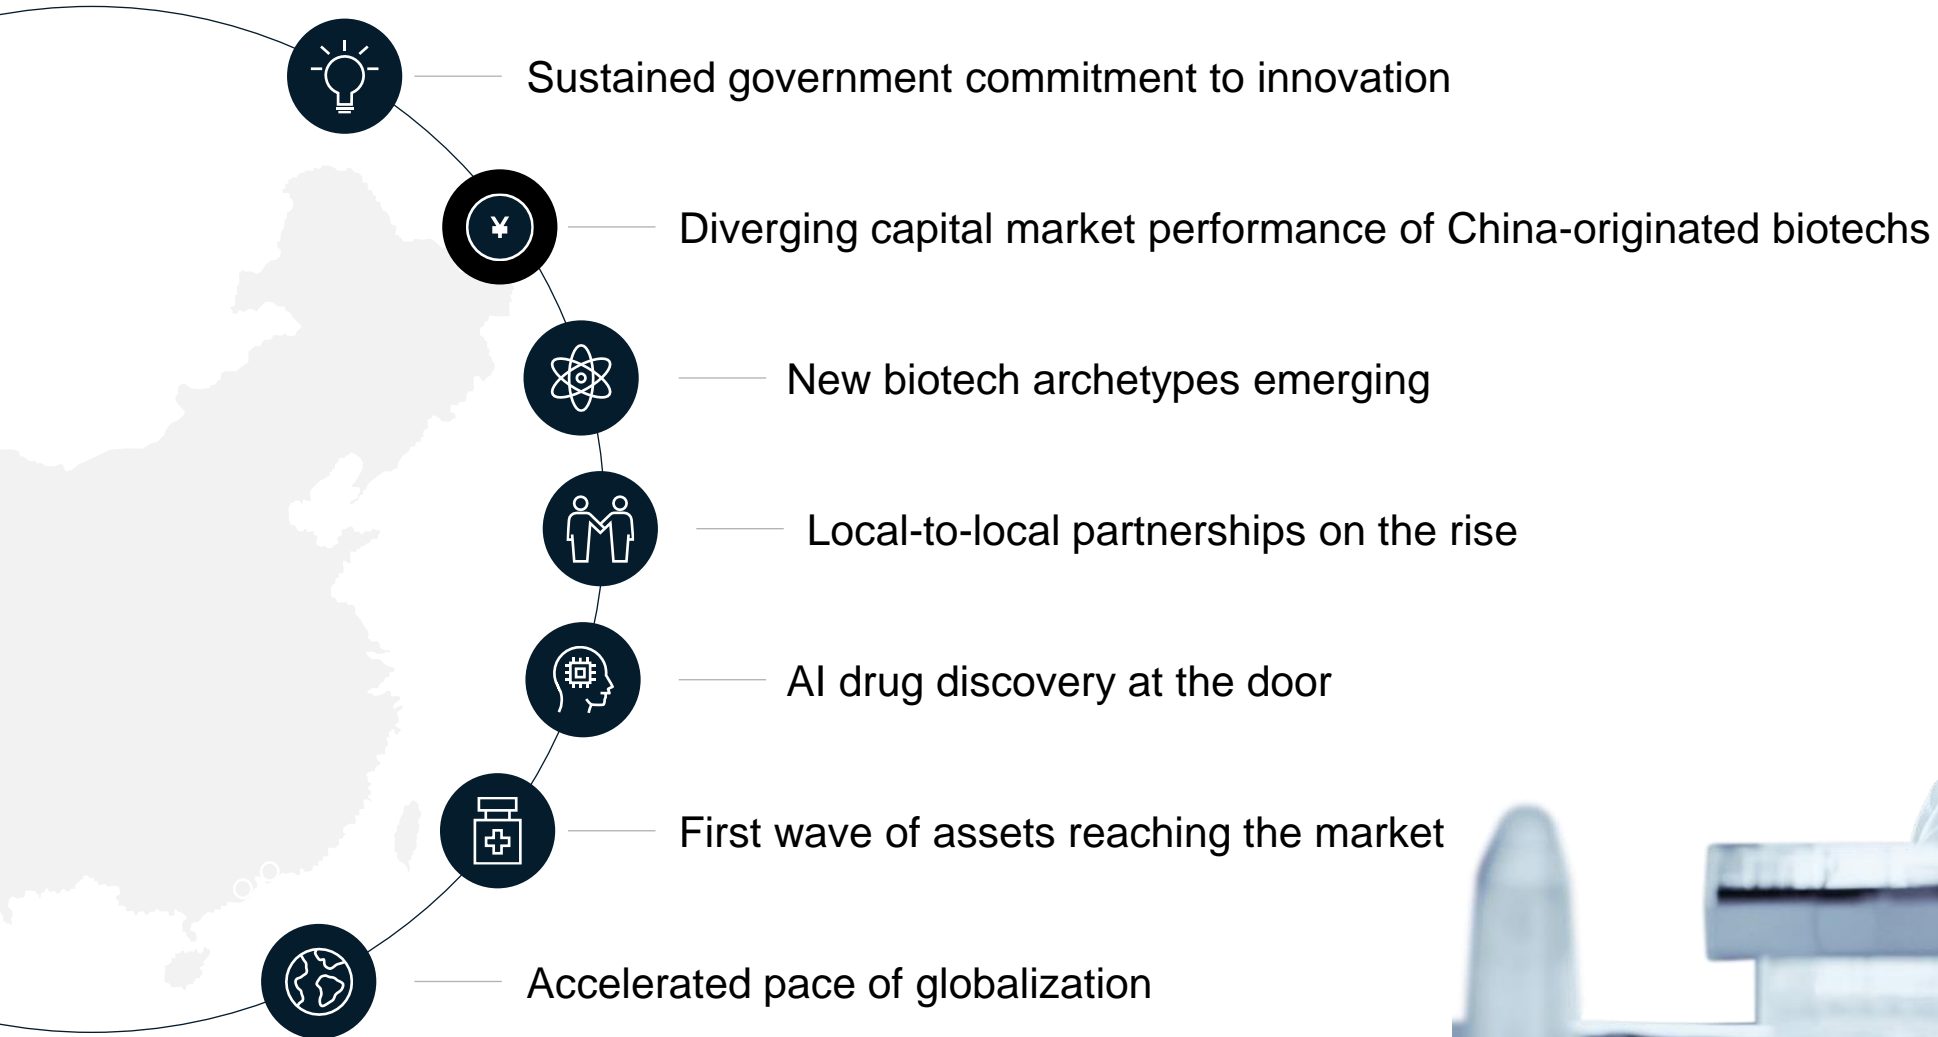 Sustained government commitment to innovation
¥
Diverging capital market performance of China-originated biotechs
New biotech archetypes emerging
Local-to-local partnerships on the rise
AI drug discovery at the door
First wave of assets reaching the market
Accelerated pace of globalization